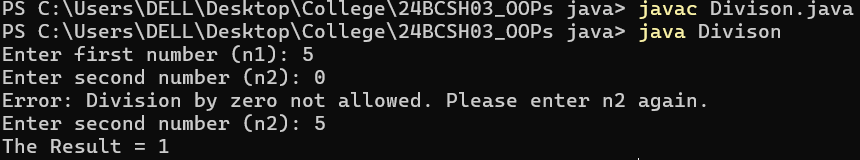 PS C:\Users\DELL\Desktop\College\24BCSH03_OOPs java> javac Divison.java
PS C:\Users\DELL\Desktop\College\24BCSH03_OOPs java> java Divison
Enter first number (n1): 5
Enter second number (n2): 0
Error: Division by zero not allowed. Please enter n2 again.
Enter second number (n2): 5
The Result = 1